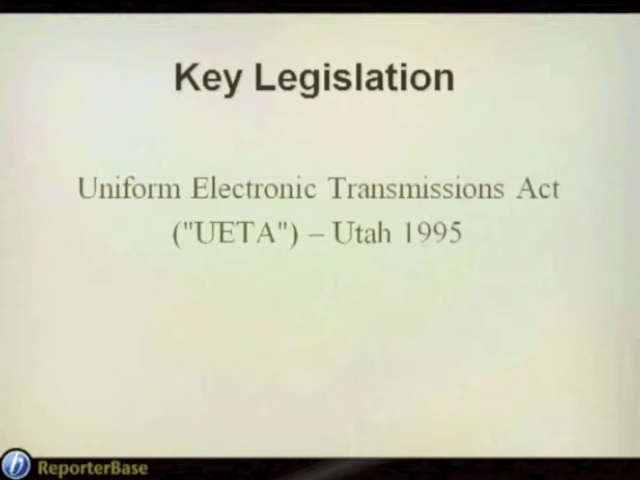 Key Legislation
Uniform Electronic Transmissions Act
("UETA") – Utah 1995
ReporterBase